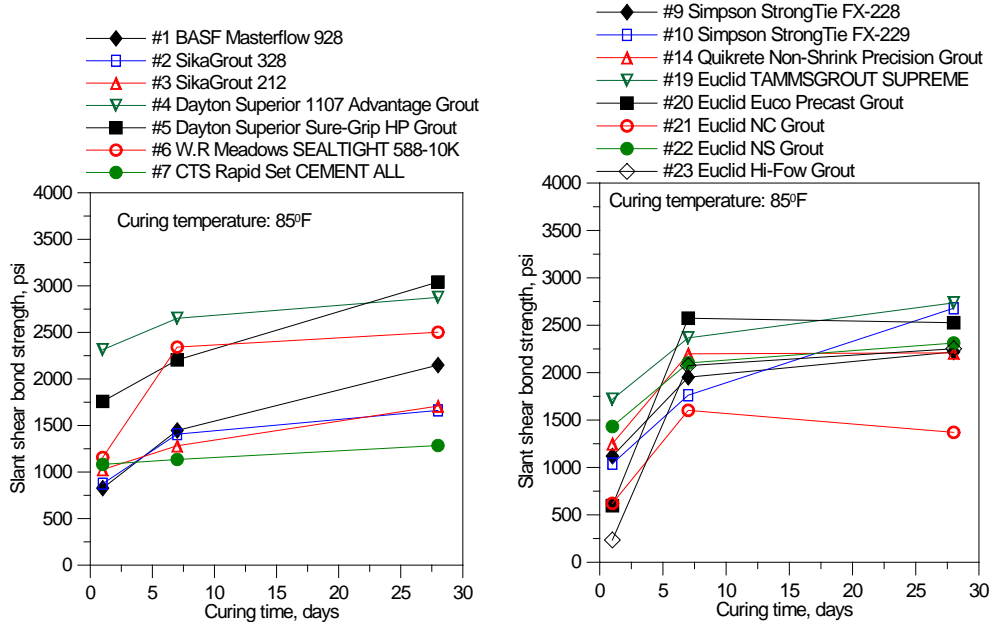 #1 BASF Masterflow 928
#2 SikaGrout 328
#3 SikaGrout 212
#4 Dayton Superior 1107 Advantage Grout
#5 Dayton Superior Sure-Grip HP Grout
#6 W.R Meadows SEALTIGHT 588-10K
#7 CTS Rapid Set CEMENT ALL
4000
3500
3000
2500
2000
1500
1000
500
0
Slant shear bond strength, psi
Curing temperature: 85⁰F
0 5 10 15 20 25 30
Curing time, days
#9 Simpson StrongTie FX-228
#10 Simpson StrongTie FX-229
#14 Quikrete Non-Shrink Precision Grout
#19 Euclid TAMMSGROUT SUPREME
#20 Euclid Euco Precast Grout
#21 Euclid NC Grout
#22 Euclid NS Grout
#23 Euclid Hi-Fow Grout
4000
3500
3000
2500
2000
1500
1000
500
0
Slant shear bond strength, psi
Curing temperature: 85⁰F
0 5 10 15 20 25 30
Curing time, days